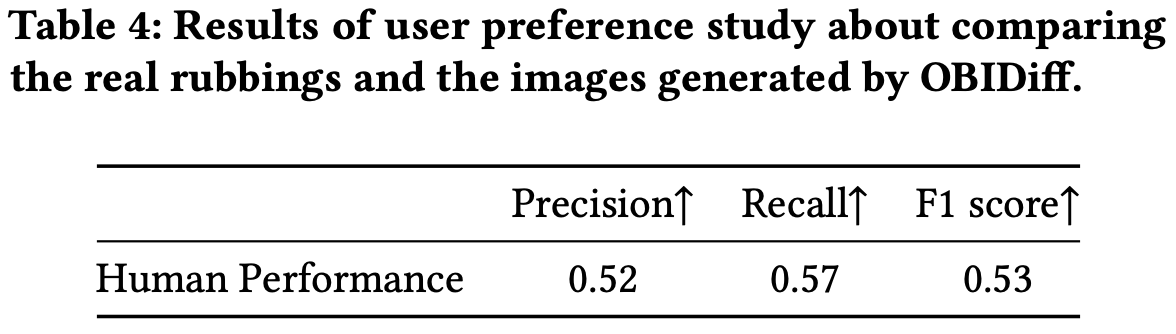 Table 4: Results of user preference study about comparing
the real rubbings and the images generated by OBIDiff.
Precision↑ Recall↑ F1 score↑
Human Performance 0.52 0.57 0.53